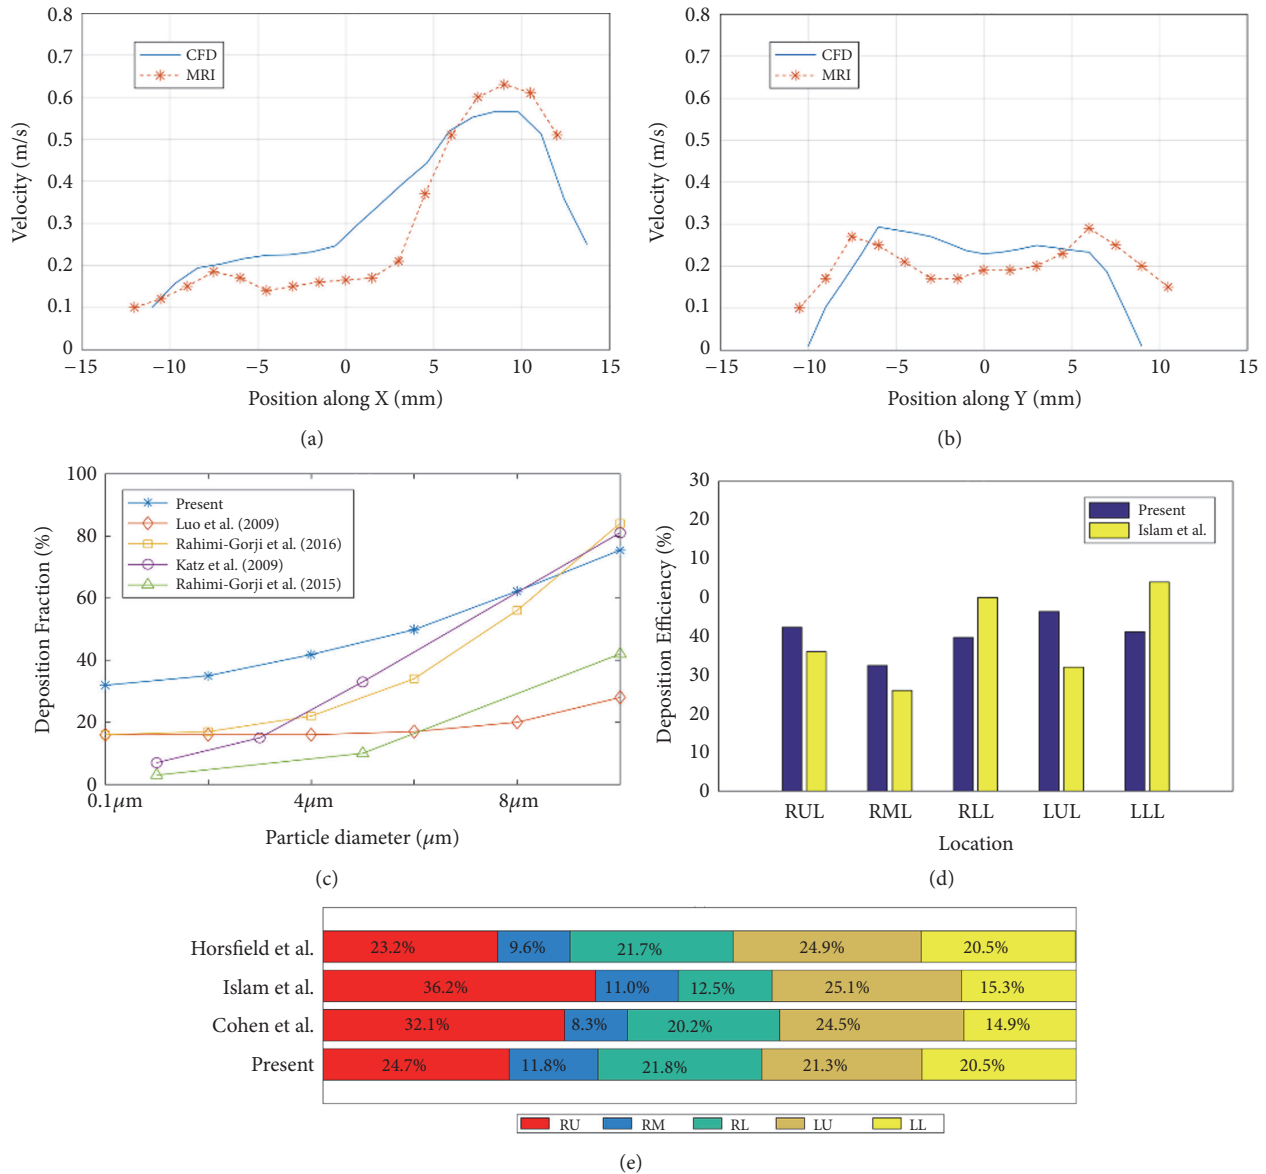 0.8
0.7
0.6
0.5
0.4
0.3
0.2
0.1
0
Velocity (m/s)
CFD
MRI
−15 −10 −5 0 5 10 15
Position along X (mm)
(a)
0.8
0.7
0.6
0.5
0.4
0.3
0.2
0.1
0
Velocity (m/s)
CFD
MRI
−15 −10 −5 0 5 10 15
Position along Y (mm)
(b)
100
80
60
40
20
0
Deposition Fraction (%)
Present
Luo et al. (2009)
Rahimi-Gorji et al. (2016)
Katz et al. (2009)
Rahimi-Gorji et al. (2015)
0.1μm 4μm 8μm
Particle diameter (μm)
(c)
30
20
10
0
40
30
20
10
0
Deposition Efficiency (%)
Present
Islam et al.
RUL RML RLL LUL LLL
Location
(d)
Horsfield et al. 23.2% 9.6% 21.7% 24.9% 20.5%
Islam et al. 36.2% 11.0% 12.5% 25.1% 15.3%
Cohen et al. 32.1% 8.3% 20.2% 24.5% 14.9%
Present 24.7% 11.8% 21.8% 21.3% 20.5%
RU RM RL LU LL
(e)